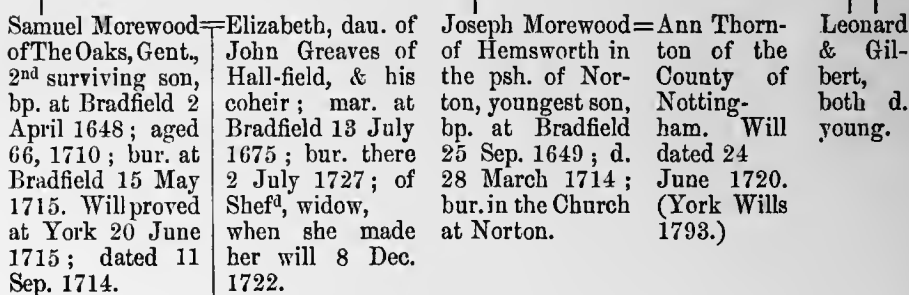 Samuel Morewood=
of The Oaks, Gent.,
2nd surviving son,
bp. at Bradfield 2
April 1648 ; aged
66, 1710 ; bur. at
Bradfield 15 May
1715. Will proved
at York 20 June
1715 ; dated 11
Sep. 1714.
Elizabeth, dau. of
John Greaves of
Hall-field, & his
coheir ; mar. at
Bradfield 13 July
1675 ; bur. there
2 July 1727 ; of
Shefd, widow,
when she made
her will 8 Dec.
1722.
Joseph Morewood=
of Hemsworth in
the psh. of Nor-
ton, youngest son,
bp. at Bradfield
25 Sep. 1649 ; d.
28 March 1714 ;
bur. in the Church
at Norton.
Ann Thorn-
ton of the
County of
Notting-
ham. Will
dated 24
June 1720.
(York Wills
1793.)
Leonard
& Gil-
bert,
both d.
young.